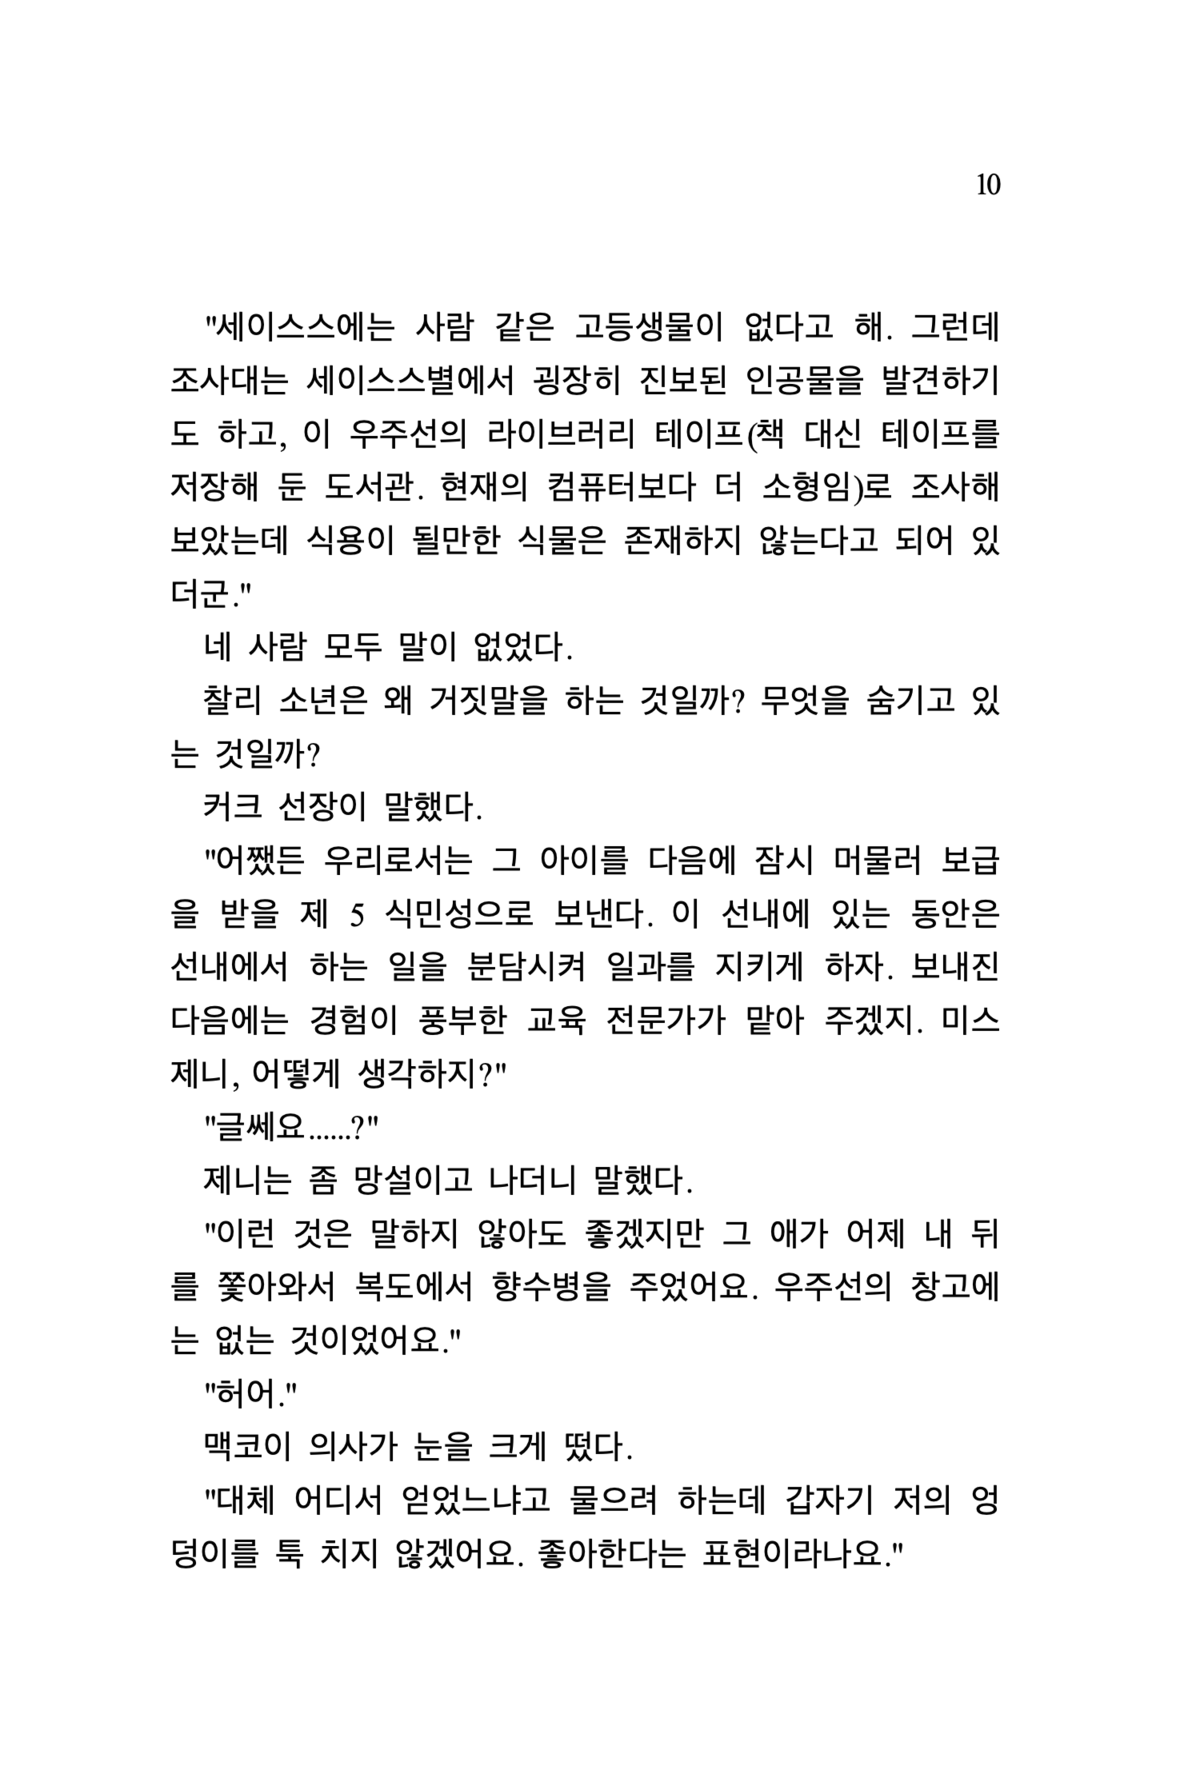 10
"세이스스에는 사람 같은 고등생물이 없다고 해. 그런데
조사대는 세이스스별에서 굉장히 진보된 인공물을 발견하기
도 하고, 이 우주선의 라이브러리 테이프(책 대신 테이프를
저장해 둔 도서관. 현재의 컴퓨터보다 더 소형임)로 조사해
보았는데 식용이 될만한 식물은 존재하지 않는다고 되어 있
더군."
네 사람 모두 말이 없었다.
찰리 소년은 왜 거짓말을 하는 것일까? 무엇을 숨기고 있
는 것일까?
커크 선장이 말했다.
"어쨌든 우리로서는 그 아이를 다음에 잠시 머물러 보급
을 받을 제 5 식민성으로 보낸다. 이 선내에 있는 동안은
선내에서 하는 일을 분담시켜 일과를 지키게 하자. 보내진
다음에는 경험이 풍부한 교육 전문가가 맡아 주겠지. 미스
제니, 어떻게 생각하지?"
"글쎄요......?"
제니는 좀 망설이고 나더니 말했다.
"이런 것은 말하지 않아도 좋겠지만 그 애가 어제 내 뒤
를 쫓아와서 복도에서 향수병을 주었어요. 우주선의 창고에
는 없는 것이었어요."
"허어."
맥코이 의사가 눈을 크게 떴다.
"대체 어디서 얻었느냐고 물으려 하는데 갑자기 저의 엉
덩이를 툭 치지 않겠어요. 좋아한다는 표현이라나요."